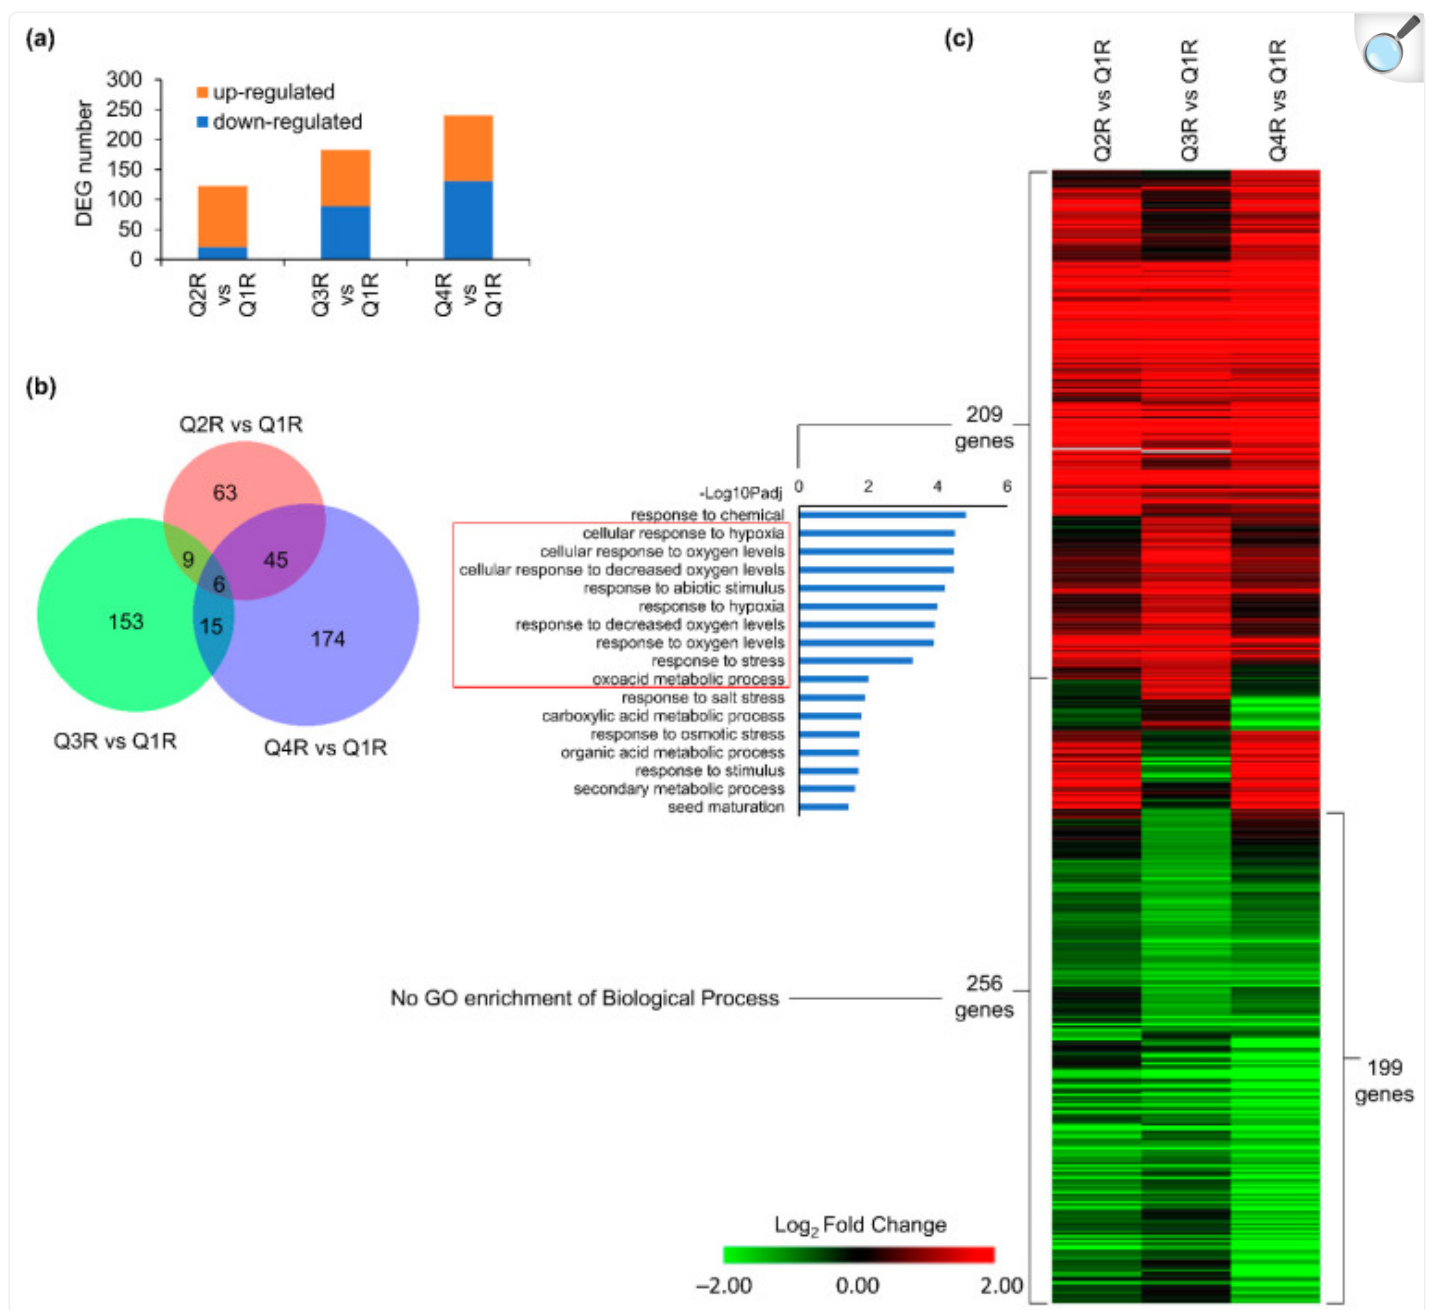 (a)
300
250
200
150
100
50
0
DEG number
up-regulated
down-regulated
Q2R
vs
Q1R
Q3R
vs
Q1R
Q4R
vs
Q1R
(b)
Q2R vs Q1R
63
9
45
6
153
15
174
Q3R vs Q1R
Q4R vs Q1R
209
genes
-Log10Padj
0 2 4 6
response to chemical
cellular response to hypoxia
cellular response to oxygen levels
cellular response to decreased oxygen levels
response to abiotic stimulus
response to hypoxia
response to decreased oxygen levels
response to oxygen levels
response to stress
oxoacid metabolic process
response to salt stress
carboxylic acid metabolic process
response to osmotic stress
organic acid metabolic process
response to stimulus
secondary metabolic process
seed maturation
No GO enrichment of Biological Process
256
genes
(c)
Q2R vs Q1R
Q3R vs Q1R
Q4R vs Q1R
199
genes
Log₂ Fold Change
−2.00 0.00 2.00